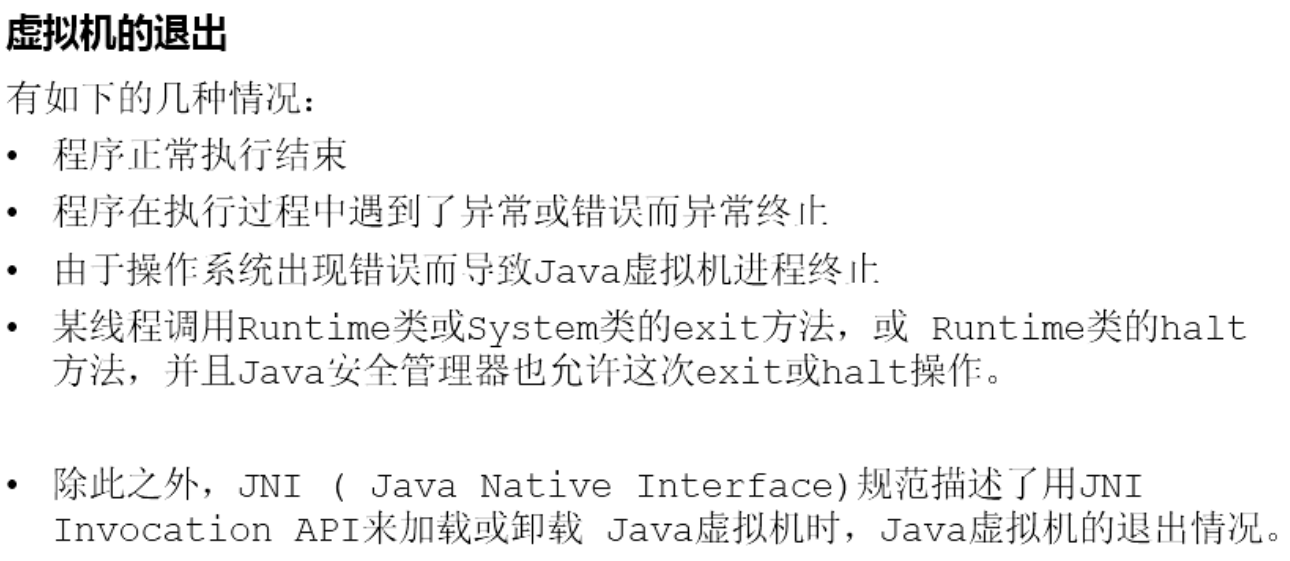 虚拟机的退出
有如下的几种情况：
• 程序正常执行结束
• 程序在执行过程中遇到了异常或错误而异常终止
• 由于操作系统出现错误而导致Java虚拟机进程终止
• 某线程调用Runtime类或System类的exit方法，或 Runtime类的halt
方法，并且Java安全管理器也允许这次exit或halt操作。
• 除此之外，JNI ( Java Native Interface)规范描述了用JNI
Invocation API来加载或卸载 Java虚拟机时，Java虚拟机的退出情况。